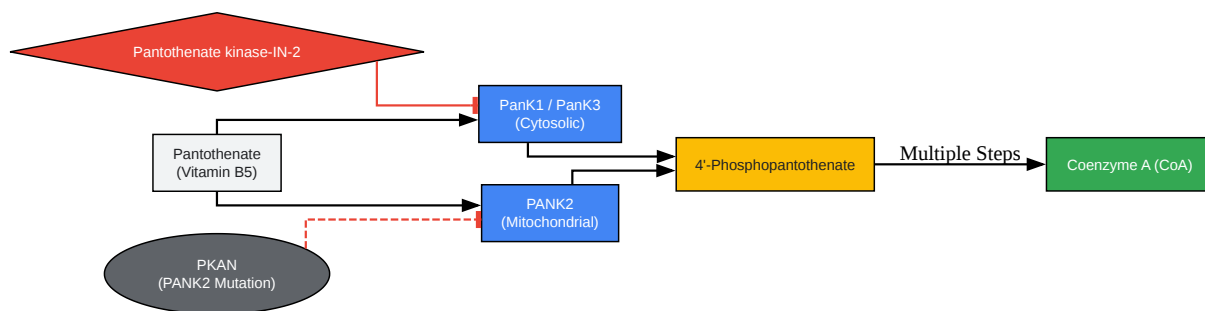 Pantothenate kinase-IN-2
PanK1 / PanK3
(Cytosolic)
Pantothenate
(Vitamin B5)
4'-Phosphopantothenate
Multiple Steps
Coenzyme A (CoA)
PANK2
(Mitochondrial)
PKAN
(PANK2 Mutation)